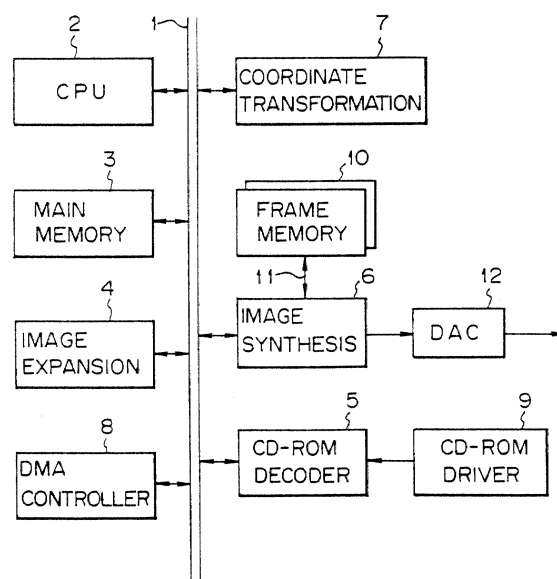 1
2
CPU
7
COORDINATE
TRANSFORMATION
3
MAIN
MEMORY
10
FRAME
MEMORY
11
4
IMAGE
EXPANSION
6
IMAGE
SYNTHESIS
12
DAC
8
DMA
CONTROLLER
5
CD-ROM
DECODER
9
CD-ROM
DRIVER